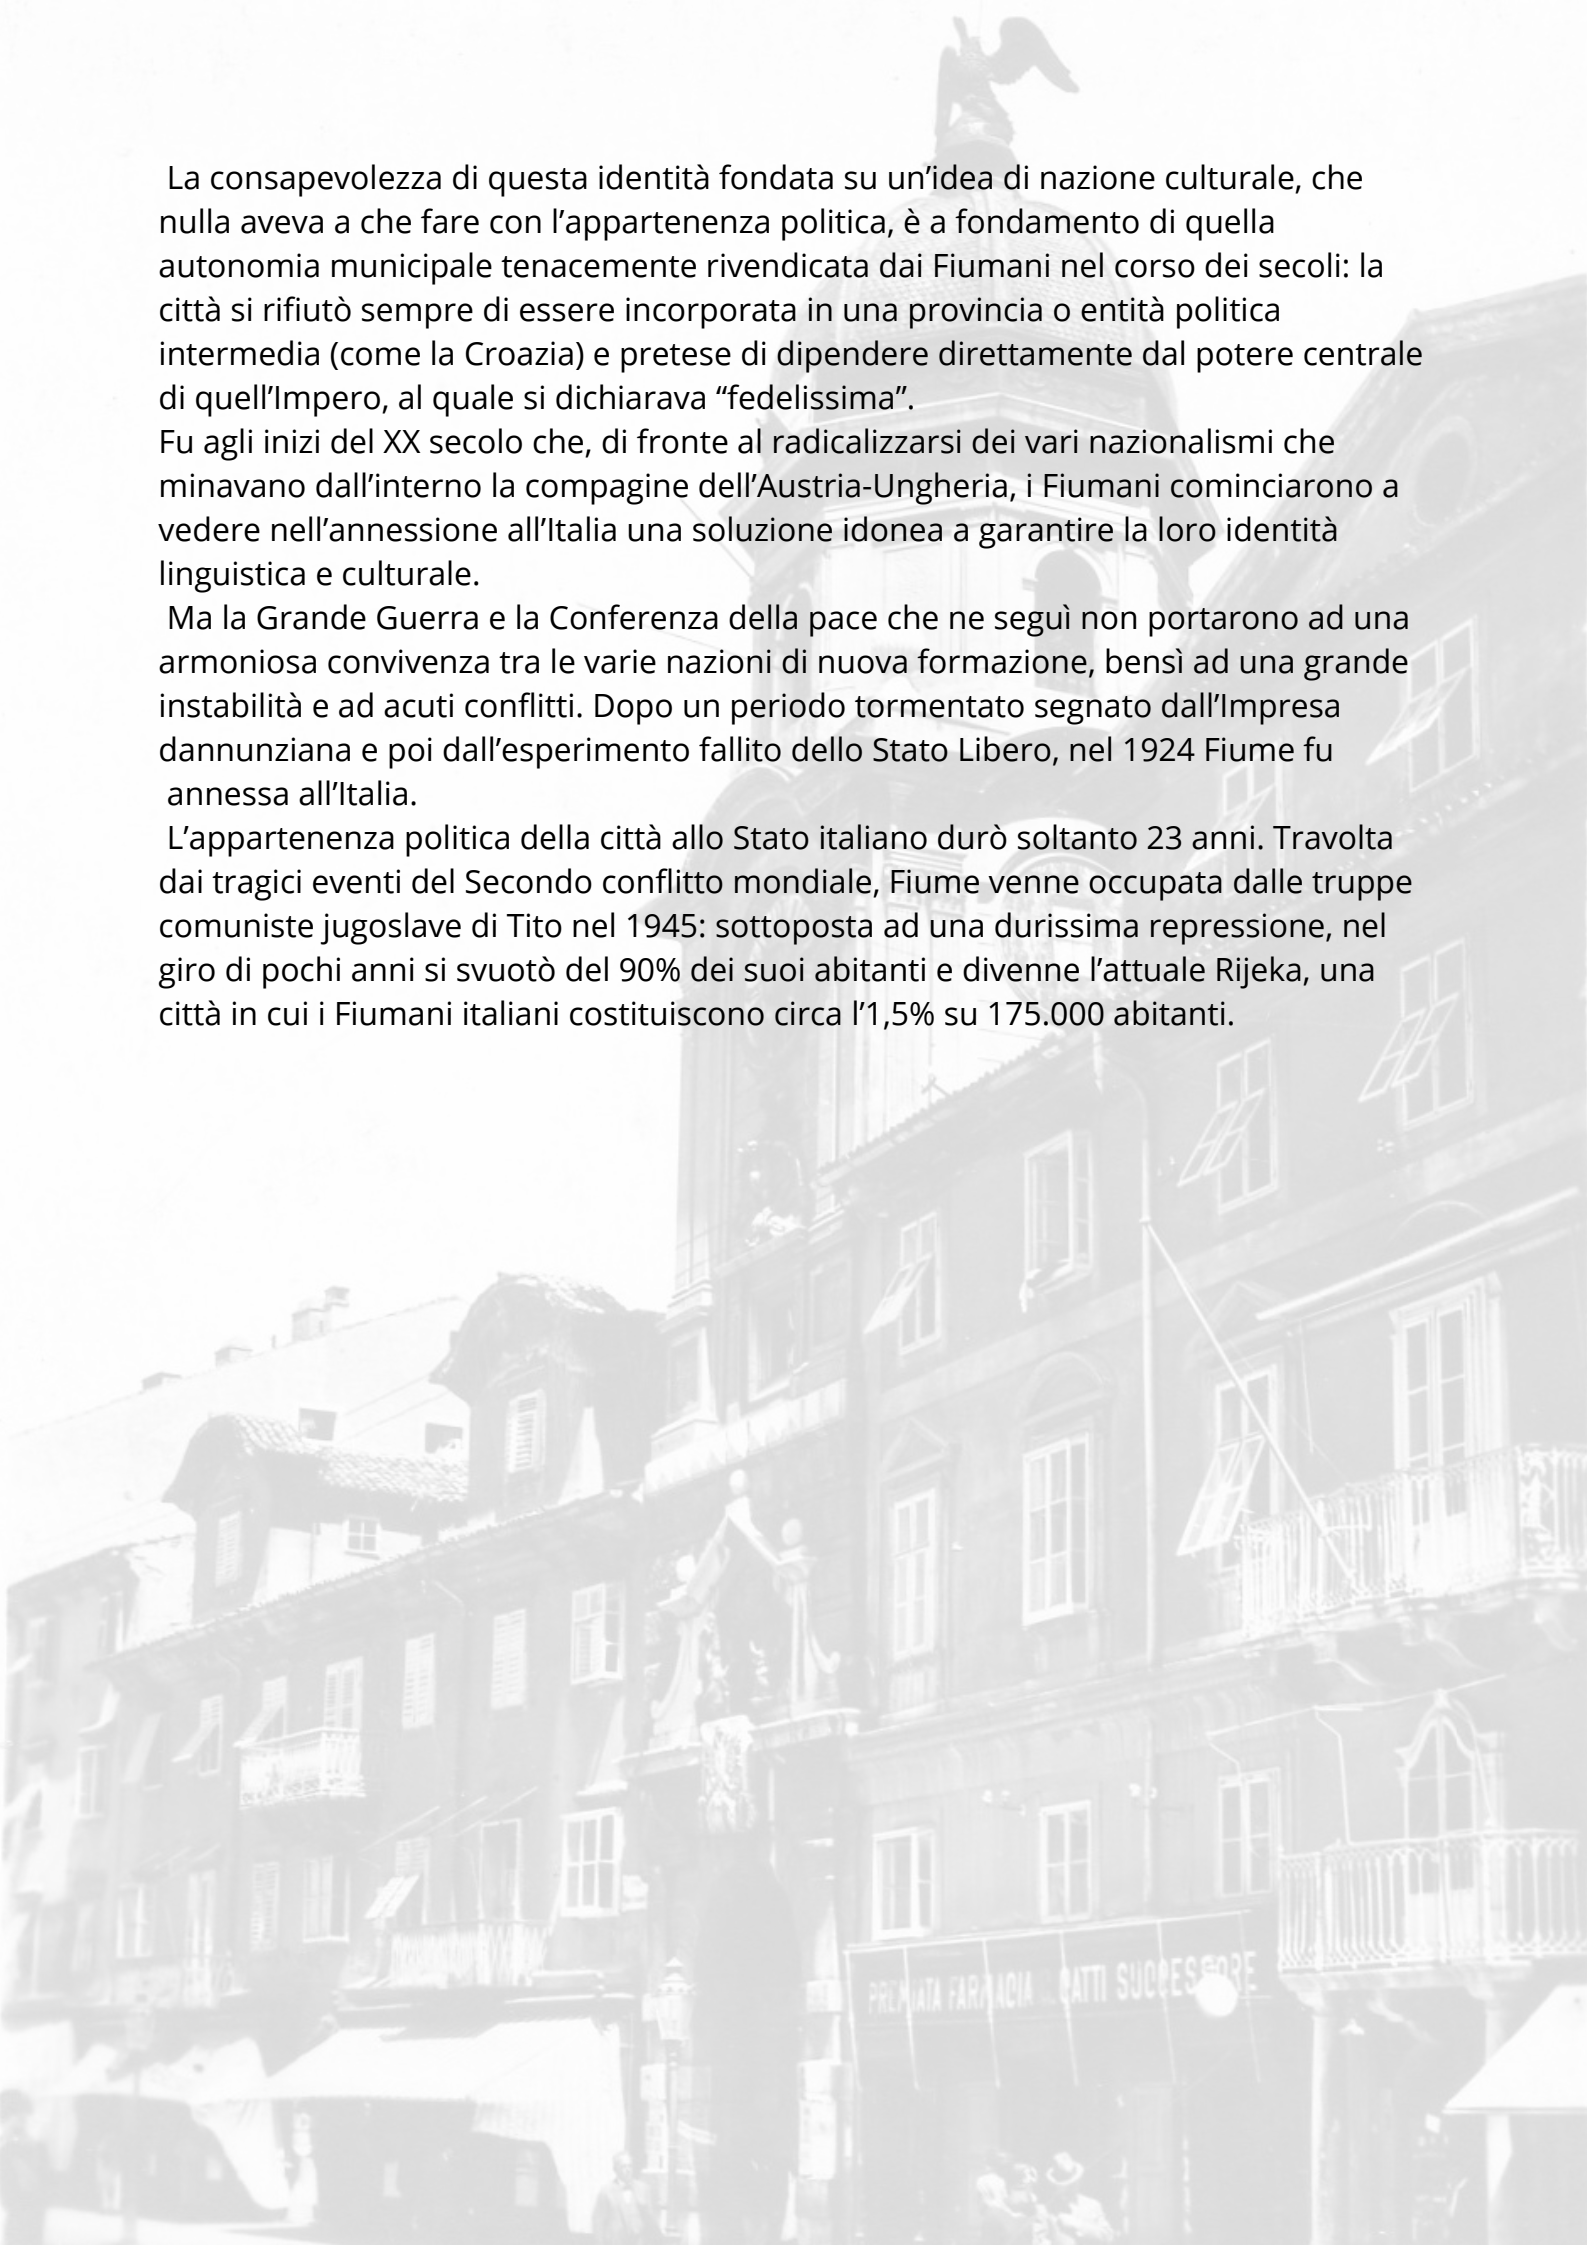 La consapevolezza di questa identità fondata su un’idea di nazione culturale, che
nulla aveva a che fare con l’appartenenza politica, è a fondamento di quella
autonomia municipale tenacemente rivendicata dai Fiumani nel corso dei secoli: la
città si rifiutò sempre di essere incorporata in una provincia o entità politica
intermedia (come la Croazia) e pretese di dipendere direttamente dal potere centrale
di quell’Impero, al quale si dichiarava “fedelissima”.
Fu agli inizi del XX secolo che, di fronte al radicalizzarsi dei vari nazionalismi che
minavano dall’interno la compagine dell’Austria-Ungheria, i Fiumani cominciarono a
vedere nell’annessione all’Italia una soluzione idonea a garantire la loro identità
linguistica e culturale.
Ma la Grande Guerra e la Conferenza della pace che ne seguì non portarono ad una
armoniosa convivenza tra le varie nazioni di nuova formazione, bensì ad una grande
instabilità e ad acuti conflitti. Dopo un periodo tormentato segnato dall’Impresa
dannunziana e poi dall’esperimento fallito dello Stato Libero, nel 1924 Fiume fu
annessa all’Italia.
L’appartenenza politica della città allo Stato italiano durò soltanto 23 anni. Travolta
dai tragici eventi del Secondo conflitto mondiale, Fiume venne occupata dalle truppe
comuniste jugoslave di Tito nel 1945: sottoposta ad una durissima repressione, nel
giro di pochi anni si svuotò del 90% dei suoi abitanti e divenne l’attuale Rijeka, una
città in cui i Fiumani italiani costituiscono circa l’1,5% su 175.000 abitanti.
PREMIATA FARMACIA CATTI SUCCESSORE